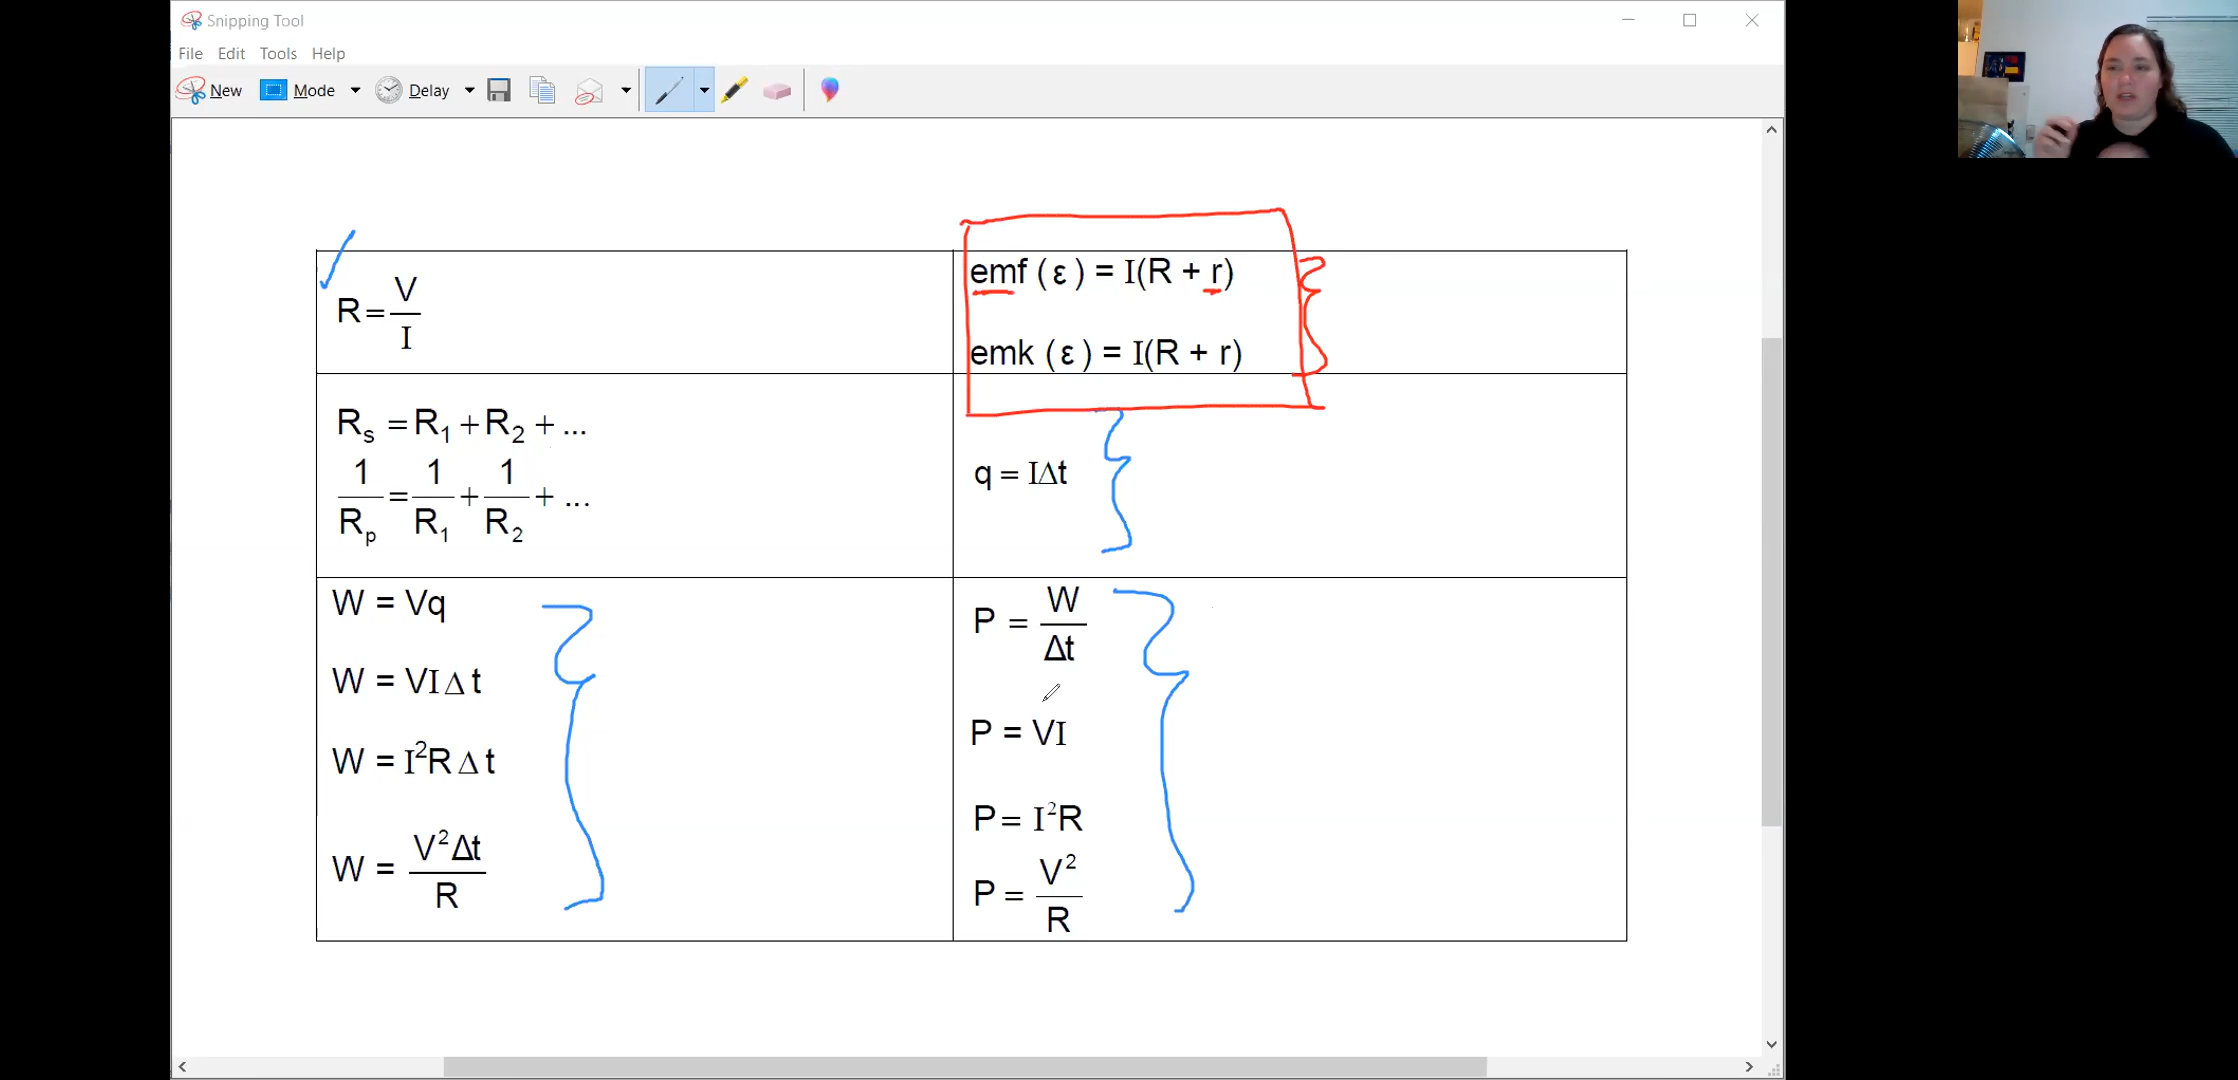 Snipping Tool
File Edit Tools Help
New Mode Delay
R = V/I
emf (ε) = I(R + r)
emk (ε) = I(R + r)
Rₛ = R₁ + R₂ + ...
1/Rₚ = 1/R₁ + 1/R₂ + ...
q = IΔt
W = Vq
W = VIΔt
W = I²RΔt
W = V²Δt/R
P = W/Δt
P = VI
P = I²R
P = V²/R